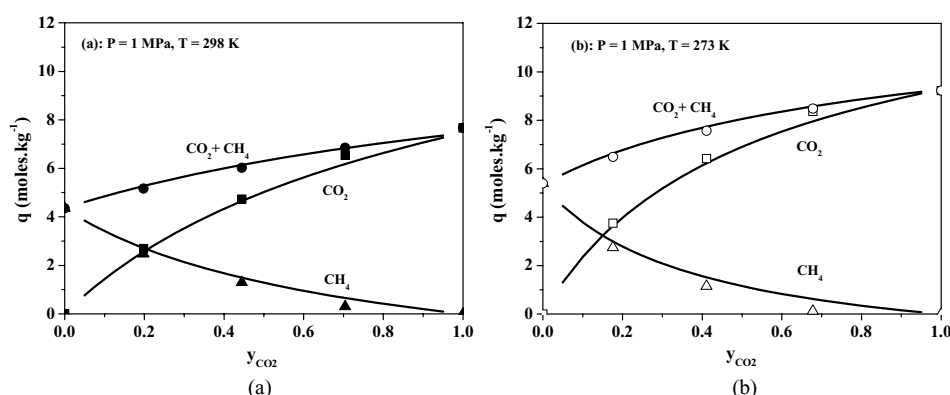 (a): P = 1 MPa, T = 298 K
12
10
8
6
4
2
0
q (moles.kg⁻¹)
CO₂+ CH₄
CO₂
CH₄
0.0 0.2 0.4 0.6 0.8 1.0
y_CO2
(a)
(b): P = 1 MPa, T = 273 K
12
10
8
6
4
2
0
q (moles.kg⁻¹)
CO₂+ CH₄
CO₂
CH₄
0.0 0.2 0.4 0.6 0.8 1.0
y_CO2
(b)